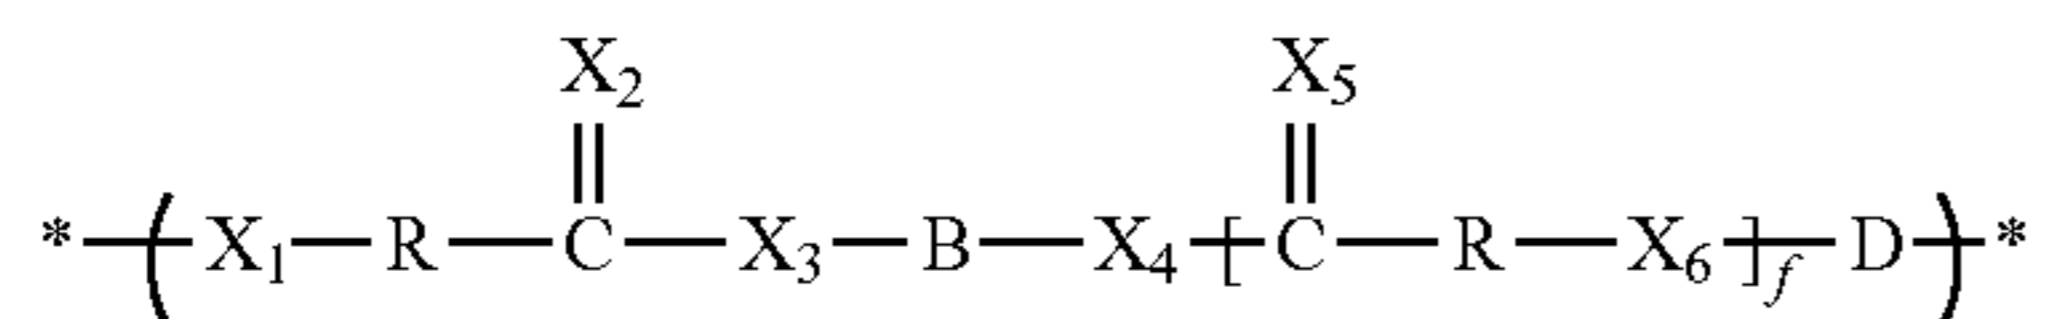 X2 X5
* ( X1 R C X3 B X4 [ C R X6 ]f D ) *